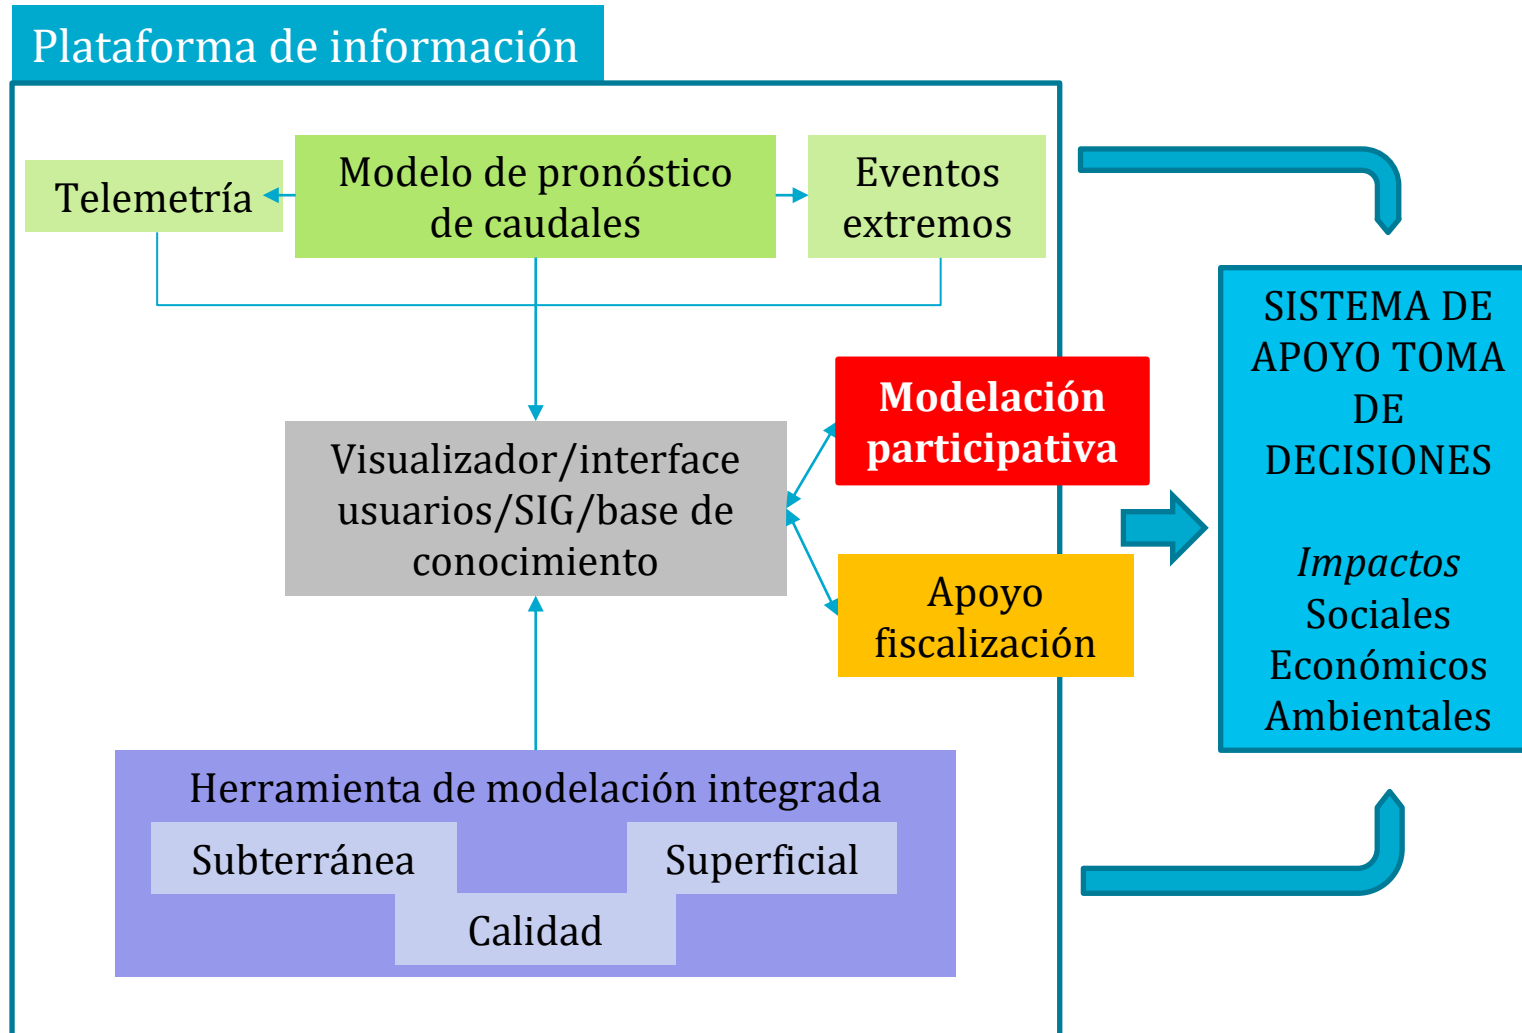 Plataforma de información
Telemetría
Modelo de pronóstico
de caudales
Eventos
extremos
Modelación
participativa
Visualizador/interface
usuarios/SIG/base de
conocimiento
Apoyo
fiscalización
Herramienta de modelación integrada
Subterránea
Superficial
Calidad
SISTEMA DE
APOYO TOMA
DE
DECISIONES
Impactos
Sociales
Económicos
Ambientales